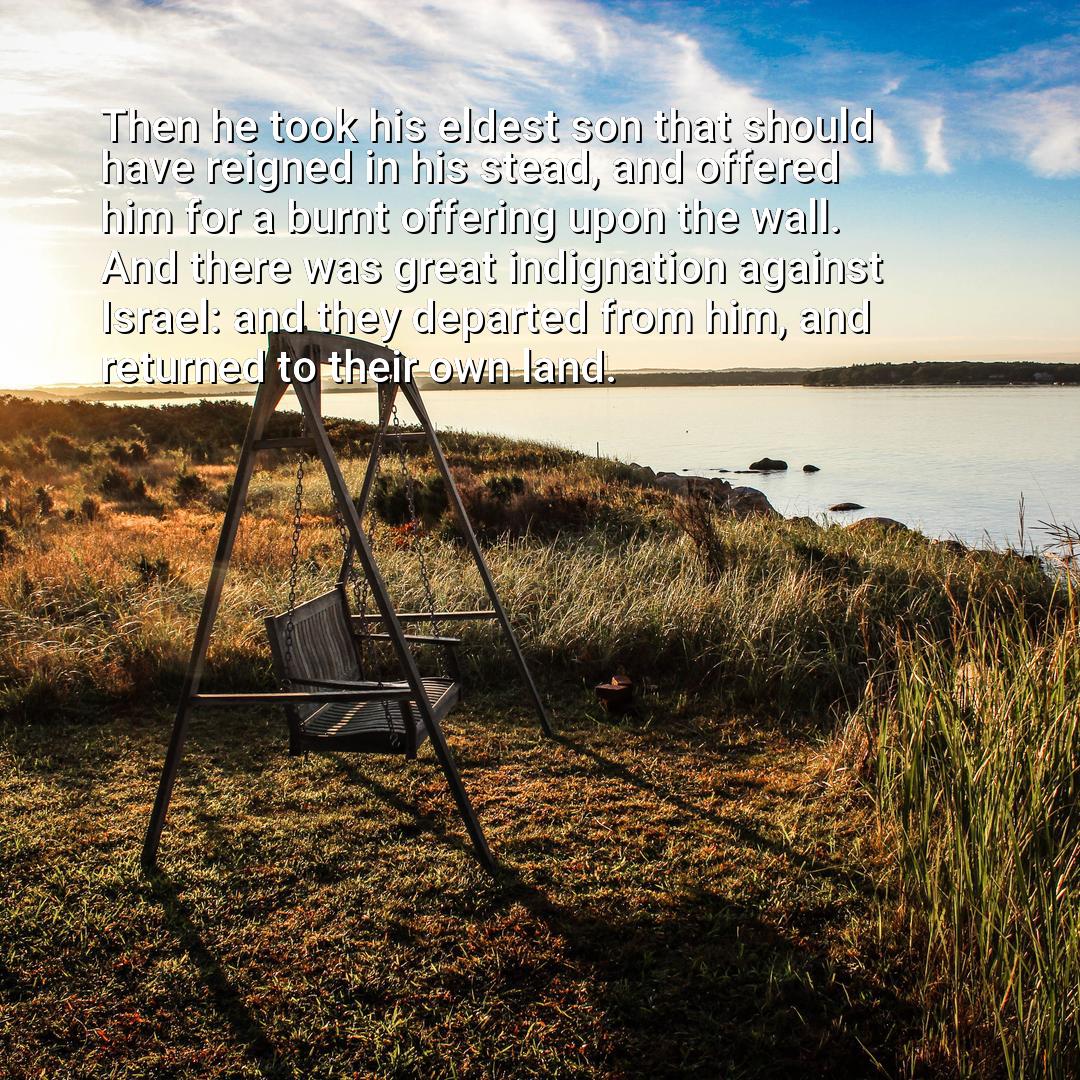 Then he took his eldest son that should
have reigned in his stead, and offered
him for a burnt offering upon the wall.
And there was great indignation against
Israel: and they departed from him, and
returned to their own land.